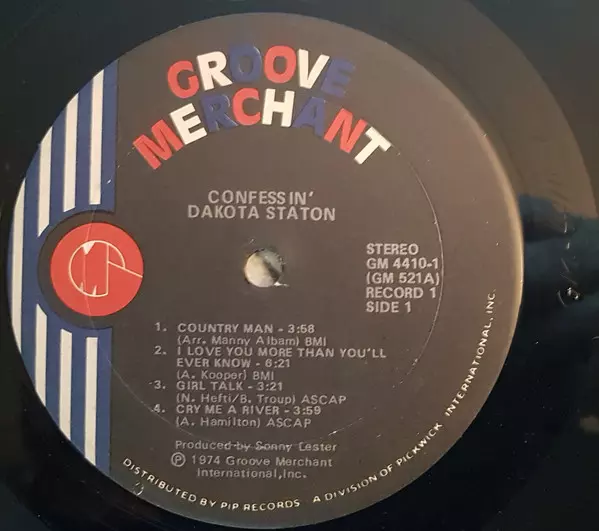 GROOVE
MERCHANT
CONFESSIN'
DAKOTA STATON
STEREO
GM 4410-1
(GM 521A)
RECORD 1
SIDE 1
1. COUNTRY MAN - 3:58
(Arr. Manny Albam) BMI
2. I LOVE YOU MORE THAN YOU'LL
EVER KNOW - 6:21
(A. Kooper) BMI
3. GIRL TALK - 3:21
(N. Hefti/B. Troup) ASCAP
4. CRY ME A RIVER - 3:59
(A. Hamilton) ASCAP
Produced by Sonny Lester
℗ 1974 Groove Merchant
International, Inc.
DISTRIBUTED BY PIP RECORDS A DIVISION OF PICKWICK INTERNATIONAL, INC.